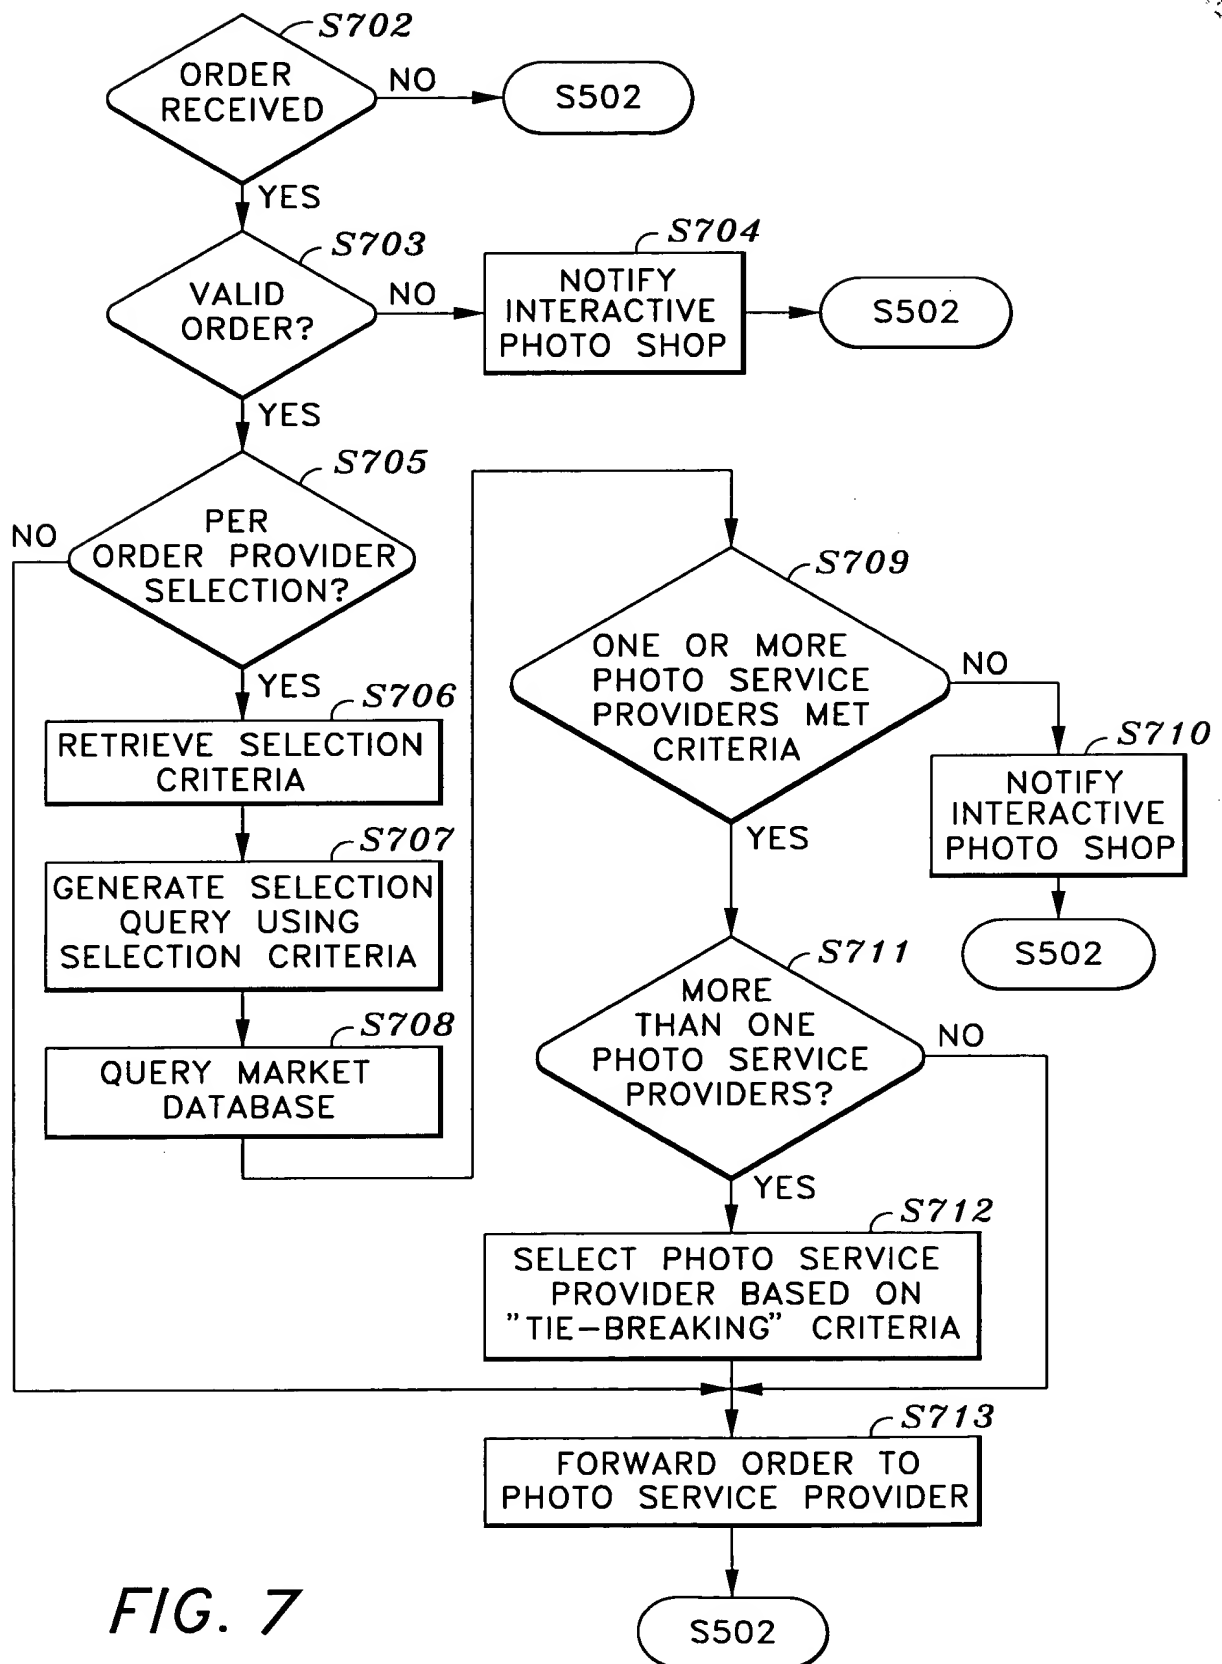 S702
ORDER
RECEIVED
NO
S502
YES
S703
VALID
ORDER?
NO
S704
NOTIFY
INTERACTIVE
PHOTO SHOP
S502
YES
S705
PER
ORDER PROVIDER
SELECTION?
NO
YES
S706
RETRIEVE SELECTION
CRITERIA
S707
GENERATE SELECTION
QUERY USING
SELECTION CRITERIA
S708
QUERY MARKET
DATABASE
S709
ONE OR MORE
PHOTO SERVICE
PROVIDERS MET
CRITERIA
NO
S710
NOTIFY
INTERACTIVE
PHOTO SHOP
S502
YES
S711
MORE
THAN ONE
PHOTO SERVICE
PROVIDERS?
NO
YES
S712
SELECT PHOTO SERVICE
PROVIDER BASED ON
"TIE-BREAKING" CRITERIA
S713
FORWARD ORDER TO
PHOTO SERVICE PROVIDER
S502
FIG. 7